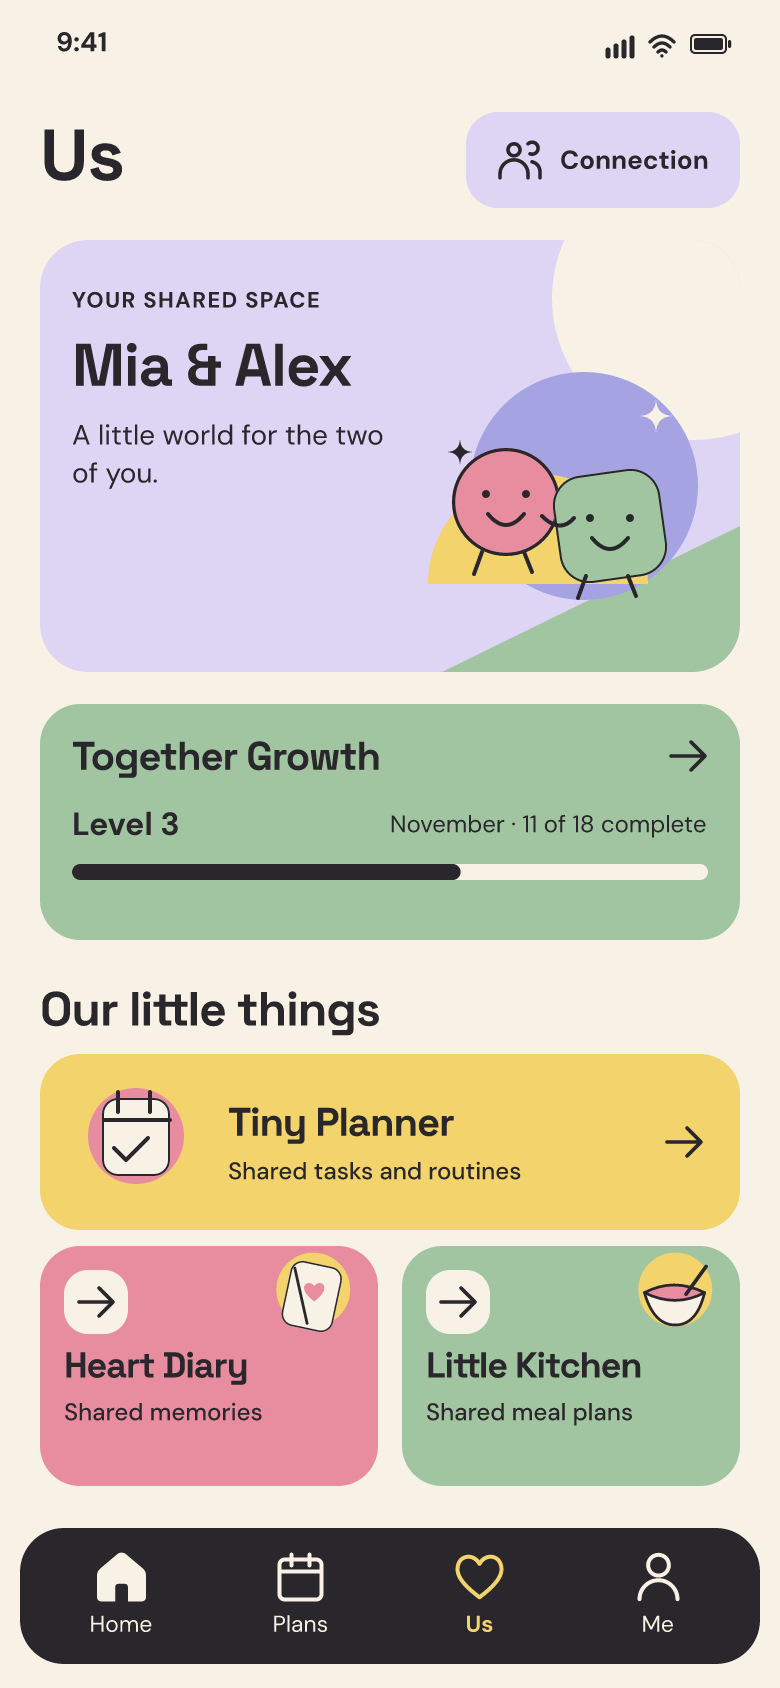 9:41
Us
Connection
YOUR SHARED SPACE
Mia & Alex
A little world for the two
of you.
Together Growth
Level 3
November · 11 of 18 complete
Our little things
Tiny Planner
Shared tasks and routines
Heart Diary
Shared memories
Little Kitchen
Shared meal plans
Home
Plans
Us
Me